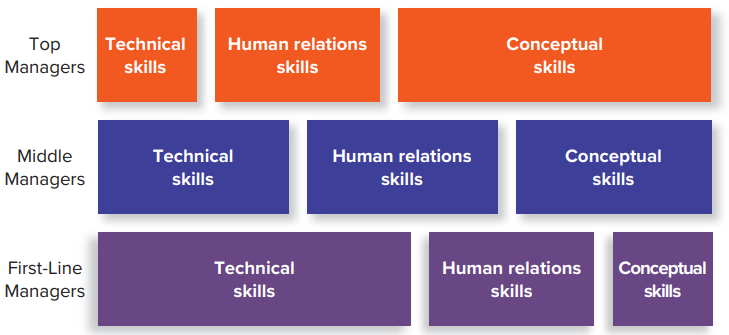 Top
Managers
Technical
skills
Human relations
skills
Conceptual
skills
Middle
Managers
Technical
skills
Human relations
skills
Conceptual
skills
First-Line
Managers
Technical
skills
Human relations
skills
Conceptual
skills